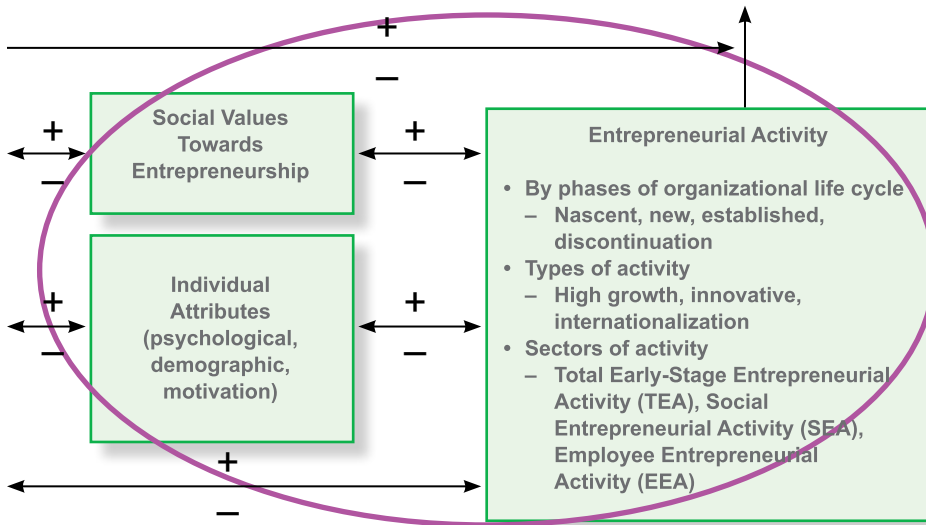 +
−
Social Values
Towards
Entrepreneurship
+
−
+
−
Individual
Attributes
(psychological,
demographic,
motivation)
+
−
+
−
+
−
Entrepreneurial Activity
• By phases of organizational life cycle
– Nascent, new, established,
discontinuation
• Types of activity
– High growth, innovative,
internationalization
• Sectors of activity
– Total Early-Stage Entrepreneurial
Activity (TEA), Social
Entrepreneurial Activity (SEA),
Employee Entrepreneurial
Activity (EEA)